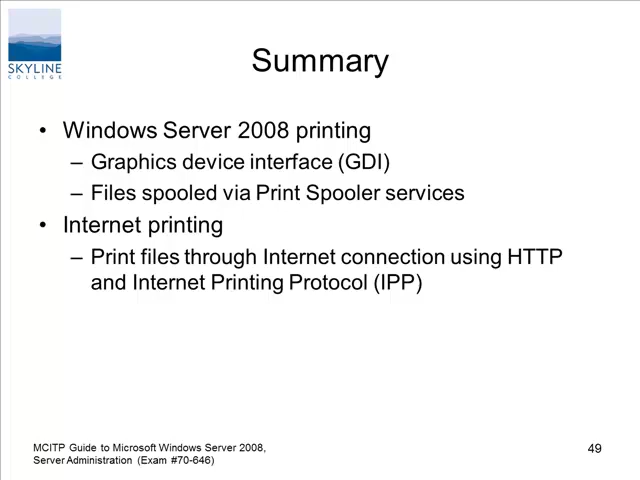 SKYLINE
COLLEGE
Summary
• Windows Server 2008 printing
– Graphics device interface (GDI)
– Files spooled via Print Spooler services
• Internet printing
– Print files through Internet connection using HTTP
and Internet Printing Protocol (IPP)
MCITP Guide to Microsoft Windows Server 2008,
Server Administration (Exam #70-646)
49